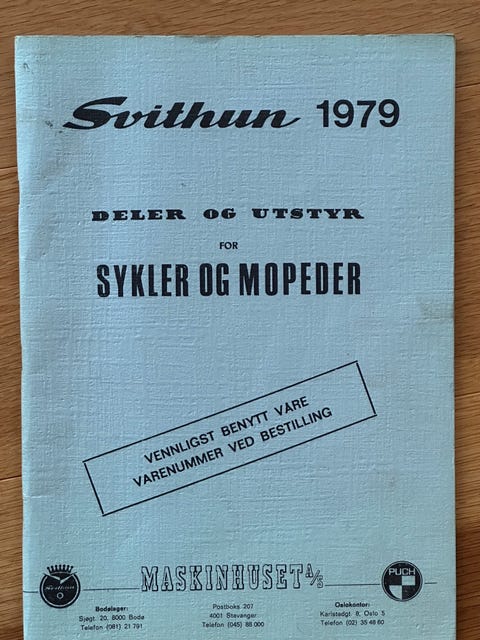 Svithun 1979
DELER OG UTSTYR
FOR
SYKLER OG MOPEDER
VENNLIGST BENYTT VÅRE
VARENUMMER VED BESTILLING
Svithun
MASKINHUSET A/S
PUCH
Bodølager:
Sjøgt. 20, 8000 Bodø
Telefon (081) 21 791
Postboks 207
4001 Stavanger
Telefon (045) 88 000
Oslokontor:
Karlstadgt. 8, Oslo 5
Telefon (02) 35 48 60